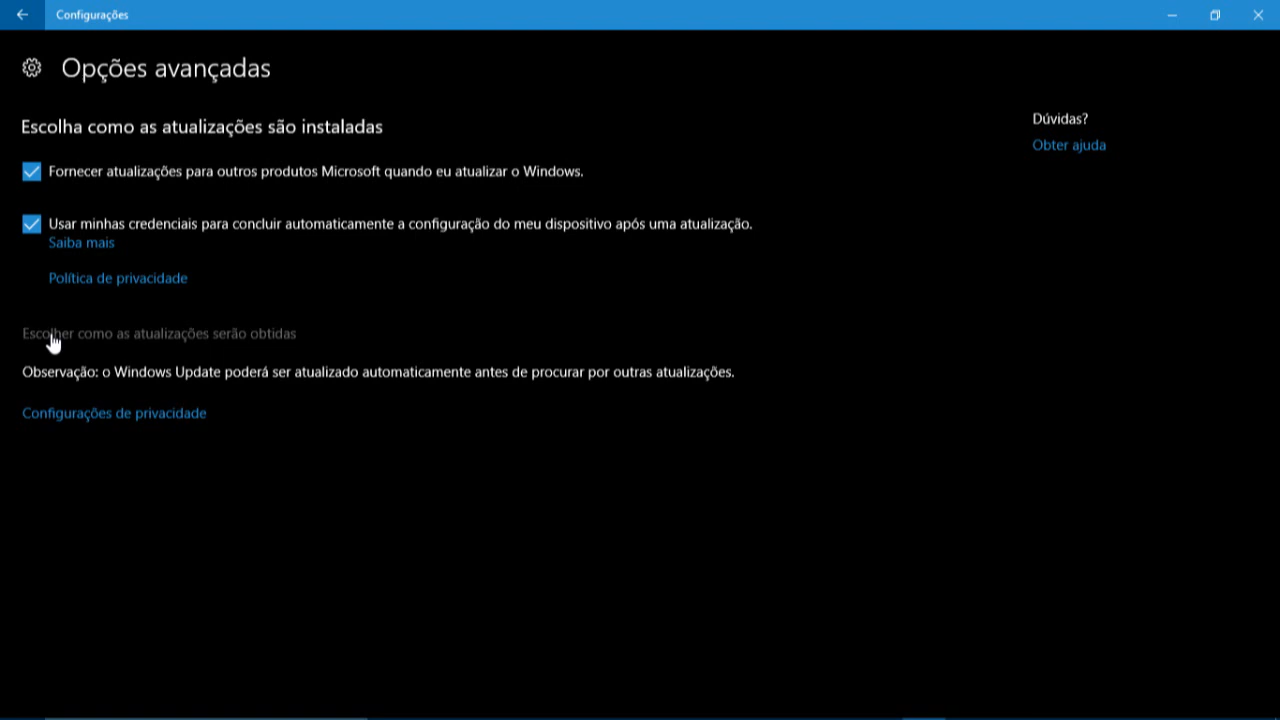 Configurações
Opções avançadas
Escolha como as atualizações são instaladas
Dúvidas?
Obter ajuda
Fornecer atualizações para outros produtos Microsoft quando eu atualizar o Windows.
Usar minhas credenciais para concluir automaticamente a configuração do meu dispositivo após uma atualização.
Saiba mais
Política de privacidade
Escolher como as atualizações serão obtidas
Observação: o Windows Update poderá ser atualizado automaticamente antes de procurar por outras atualizações.
Configurações de privacidade